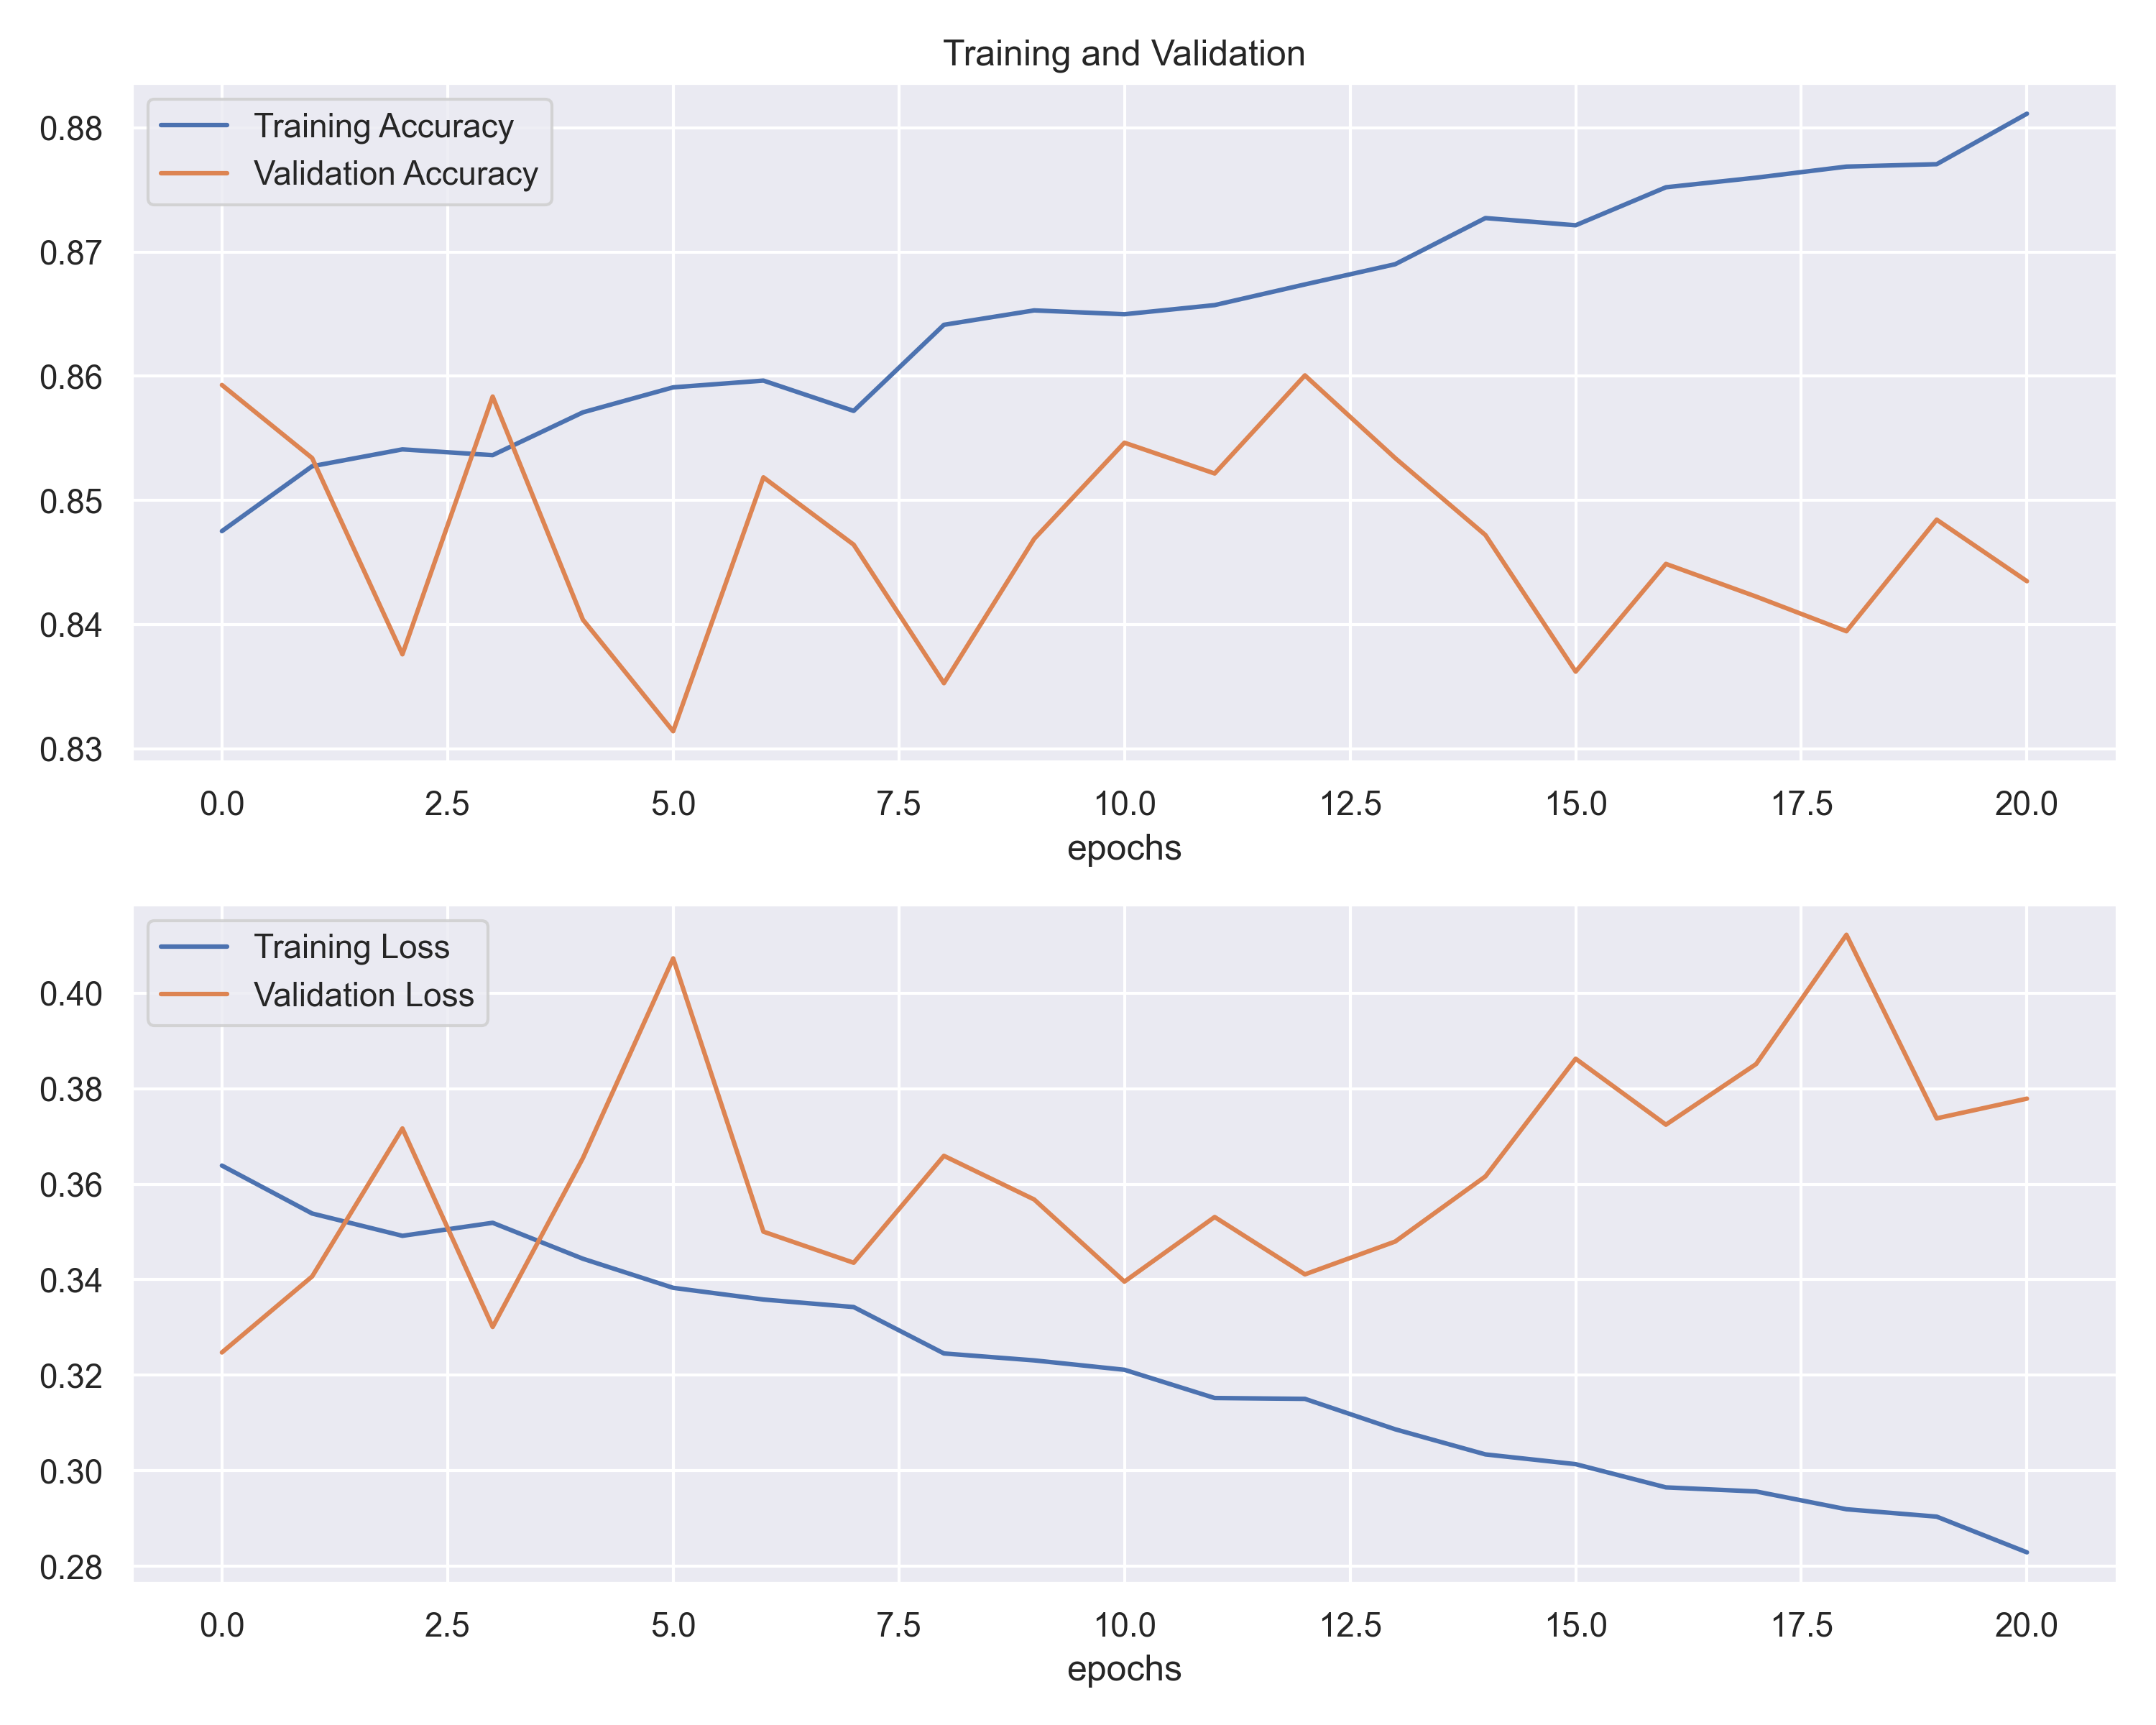 Training and Validation
Training Accuracy
Validation Accuracy
0.88
0.87
0.86
0.85
0.84
0.83
0.0 2.5 5.0 7.5 10.0 12.5 15.0 17.5 20.0
epochs
Training Loss
Validation Loss
0.40
0.38
0.36
0.34
0.32
0.30
0.28
0.0 2.5 5.0 7.5 10.0 12.5 15.0 17.5 20.0
epochs